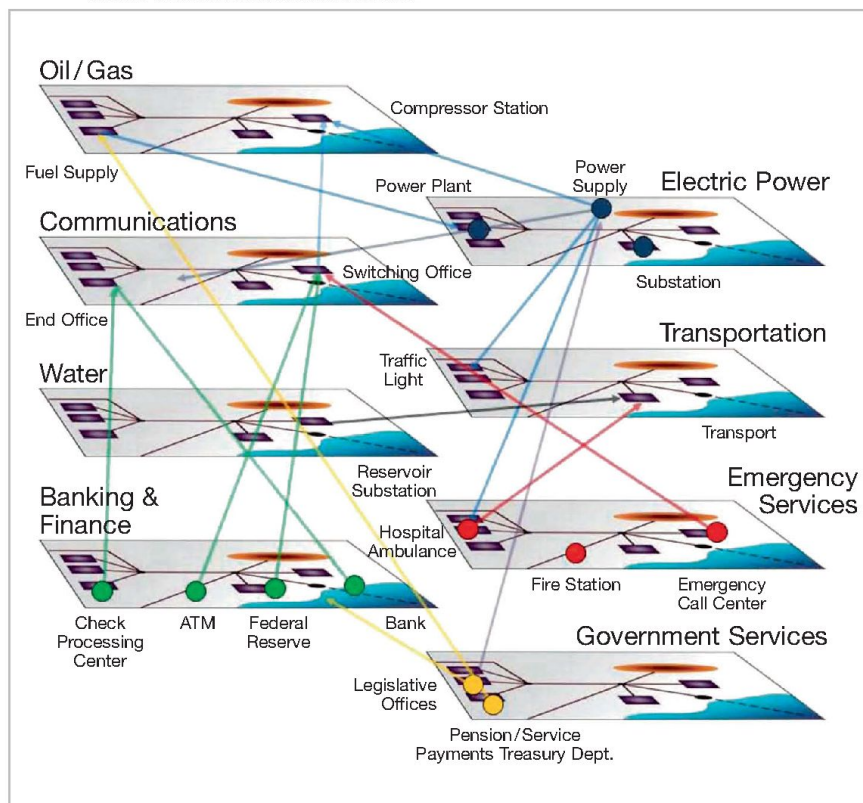 Oil/Gas
Compressor Station
Fuel Supply
Power Plant
Power
Supply
Electric Power
Communications
Switching Office
Substation
End Office
Transportation
Traffic
Light
Water
Transport
Reservoir
Substation
Emergency
Services
Banking &
Finance
Hospital
Ambulance
Fire Station
Emergency
Call Center
Check
Processing
Center
ATM
Federal
Reserve
Bank
Government Services
Legislative
Offices
Pension/Service
Payments Treasury Dept.